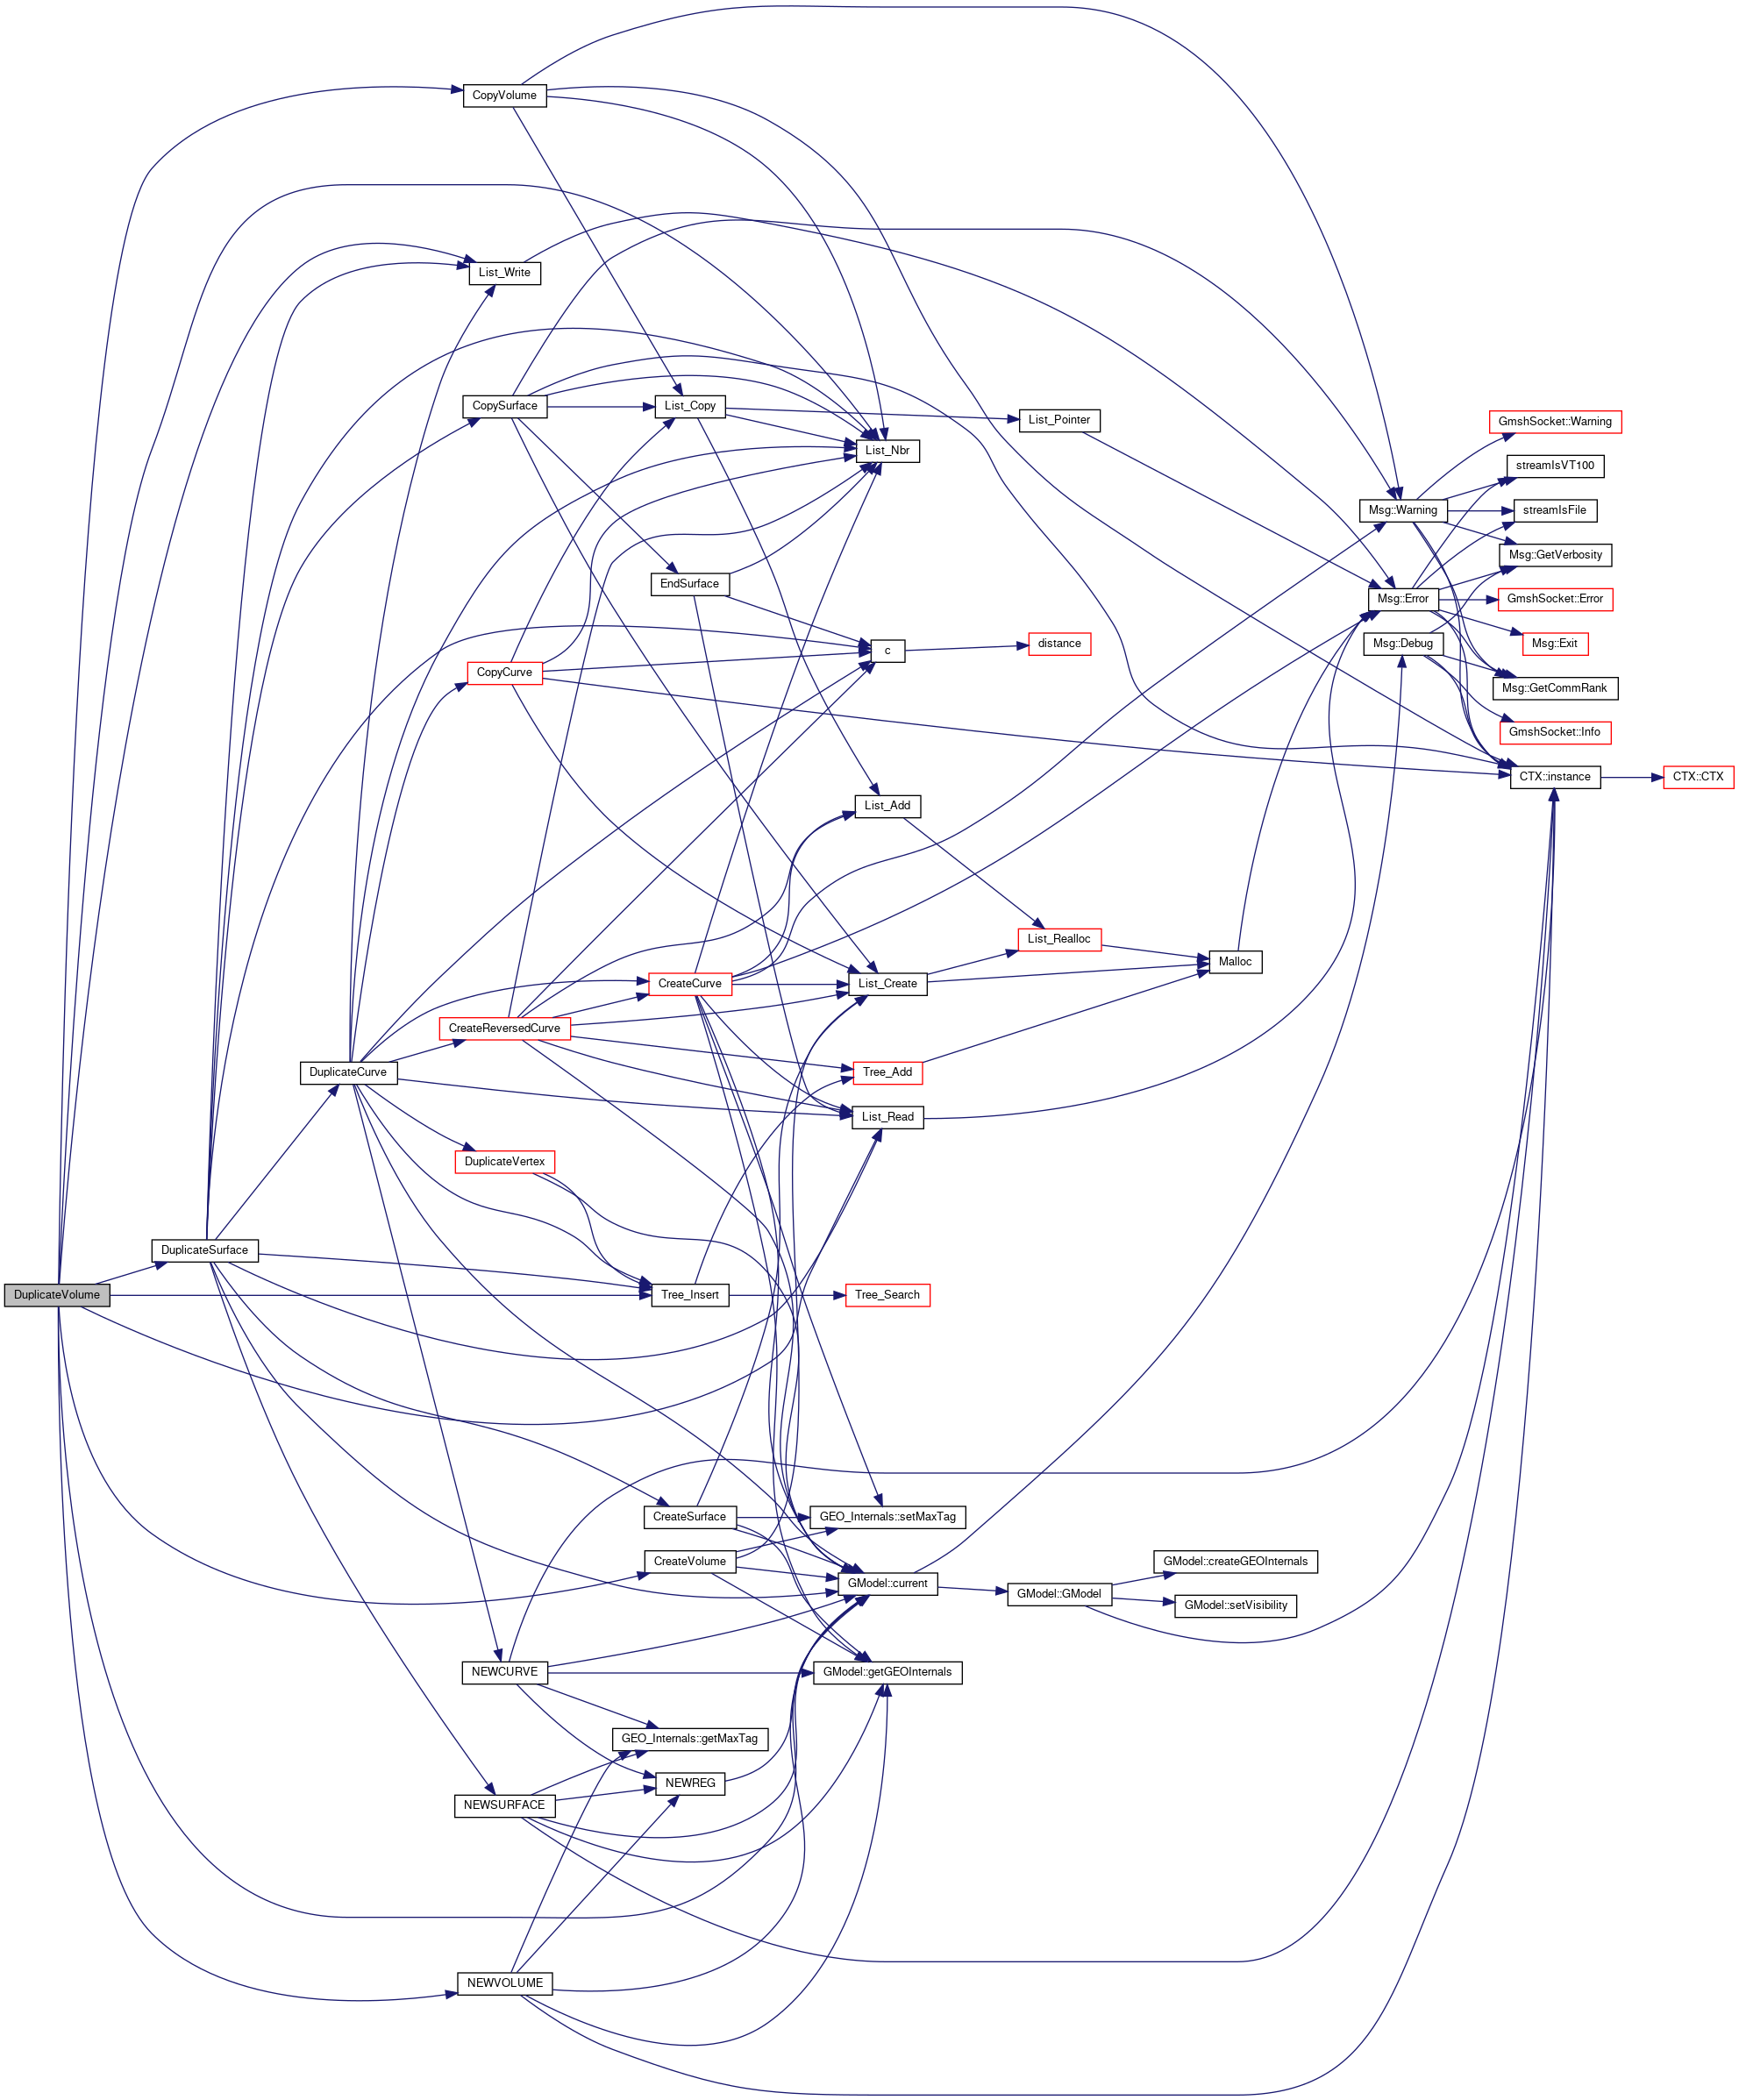 CopyVolume
List_Write
CopySurface
List_Copy
List_Pointer
GmshSocket::Warning
List_Nbr
streamIsVT100
Msg::Warning
streamIsFile
Msg::GetVerbosity
EndSurface
Msg::Error
GmshSocket::Error
Msg::Debug
Msg::Exit
c
distance
CopyCurve
Msg::GetCommRank
GmshSocket::Info
CTX::instance
CTX::CTX
List_Add
List_Realloc
Malloc
CreateCurve
List_Create
CreateReversedCurve
DuplicateCurve
Tree_Add
List_Read
DuplicateVertex
DuplicateSurface
DuplicateVolume
Tree_Insert
Tree_Search
CreateSurface
GEO_Internals::setMaxTag
CreateVolume
GModel::createGEOInternals
GModel::current
GModel::GModel
GModel::setVisibility
NEWCURVE
GModel::getGEOInternals
GEO_Internals::getMaxTag
NEWREG
NEWSURFACE
NEWVOLUME